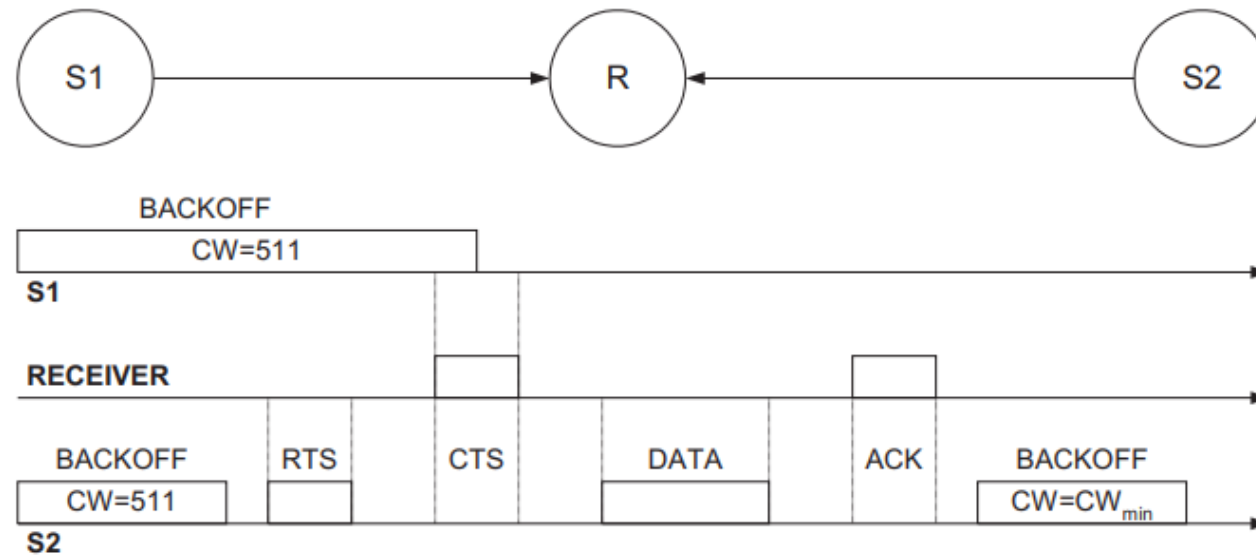 S1
R
S2
BACKOFF
CW=511
S1
RECEIVER
BACKOFF RTS CTS DATA ACK BACKOFF
CW=511 CW=CWmin
S2